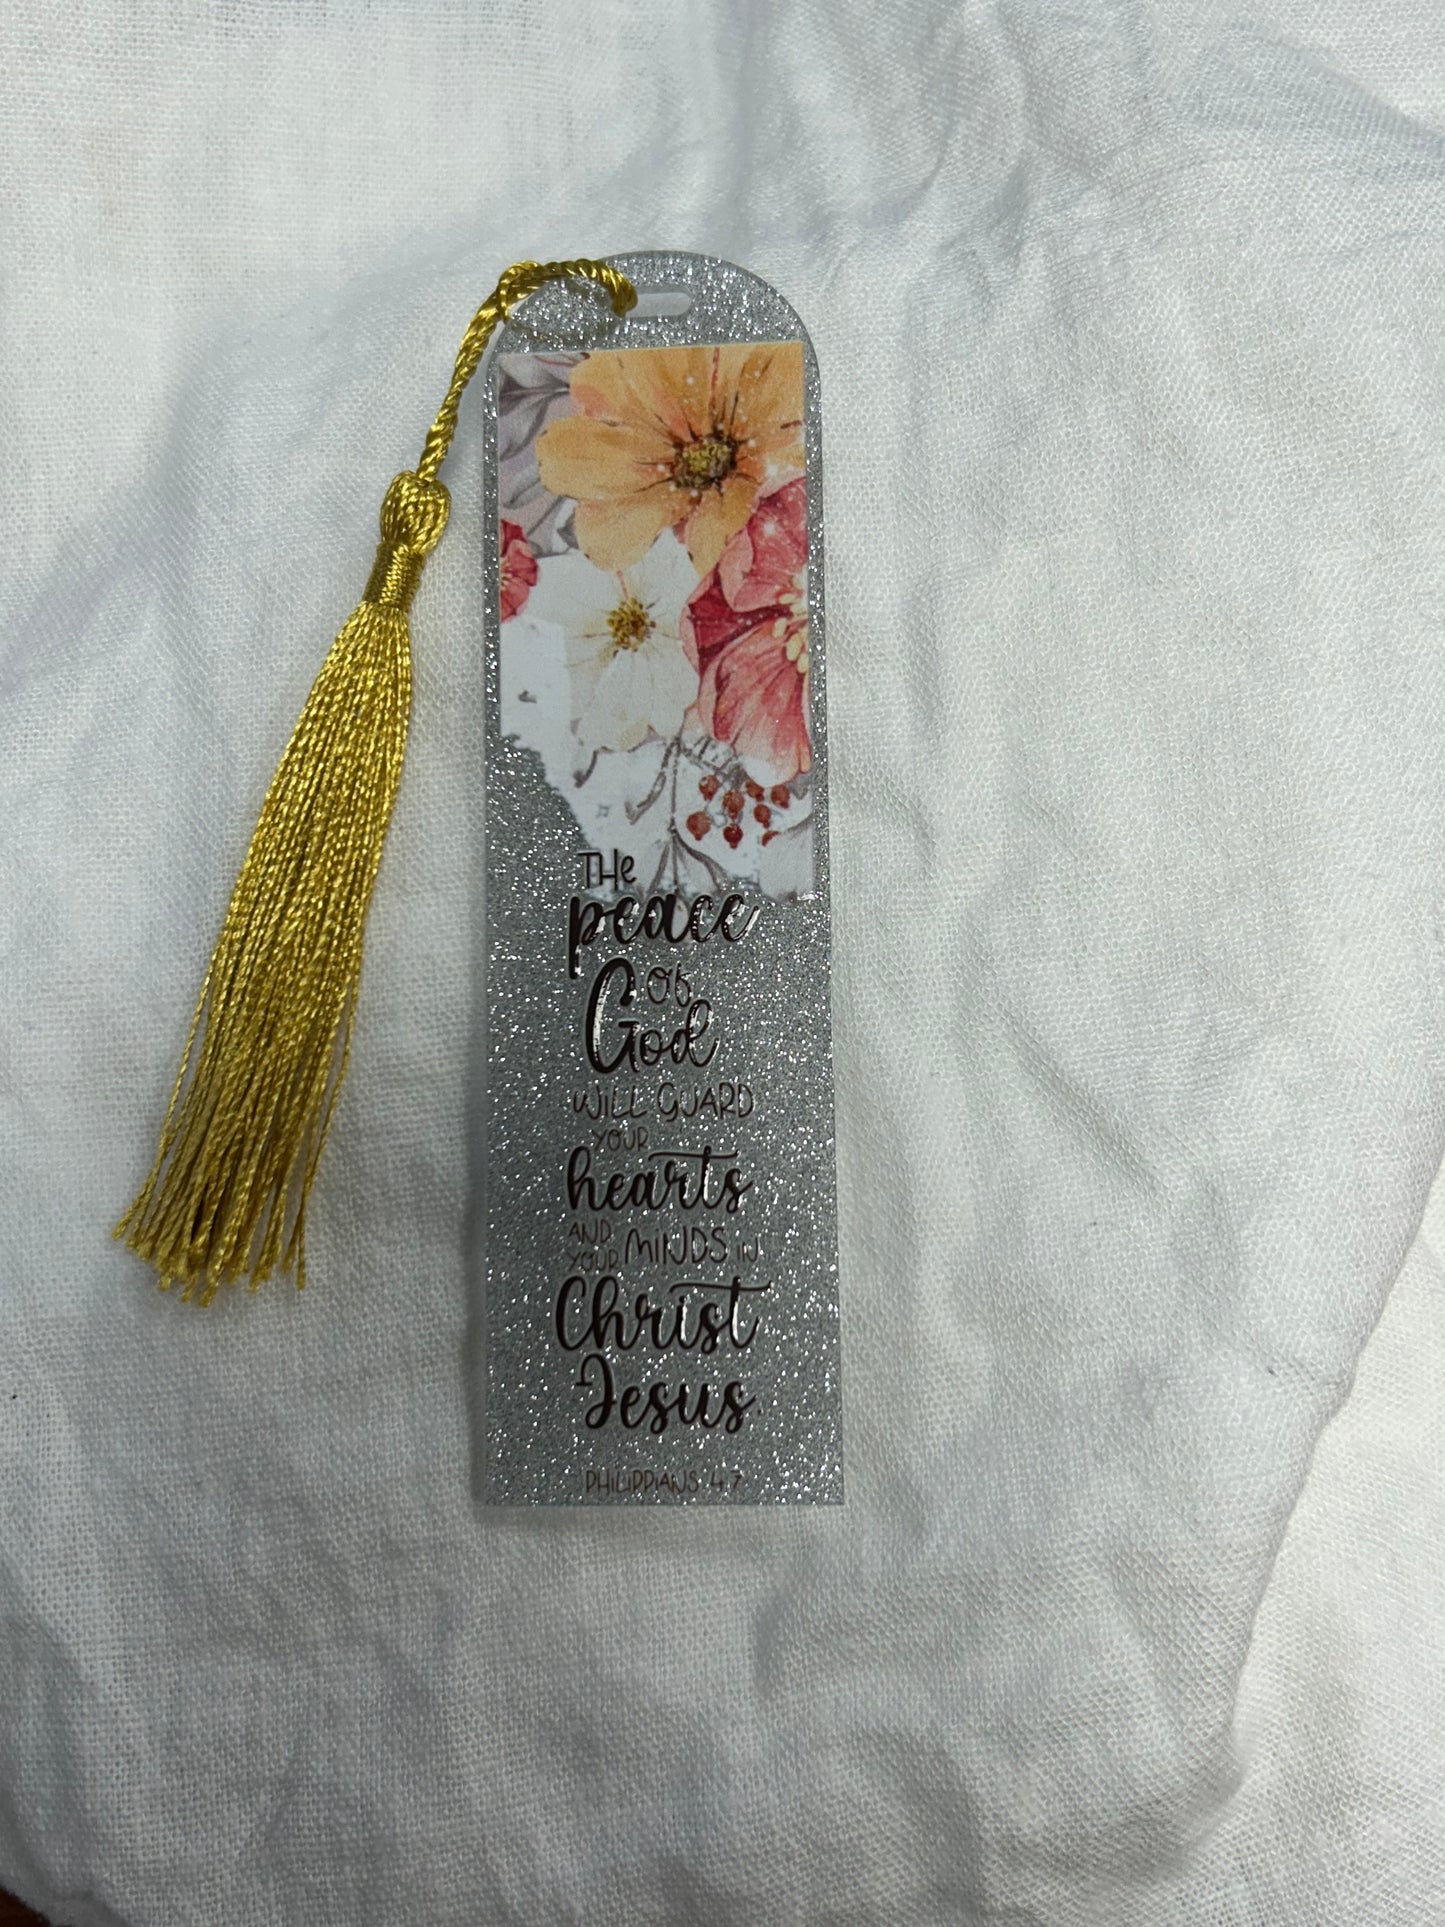 THe
peace
of
God
WiLL GUARD
YOUR
hearts
AND
YOUR MiNDS iN
Christ
Jesus.
PHiLiPPiANS 4:7